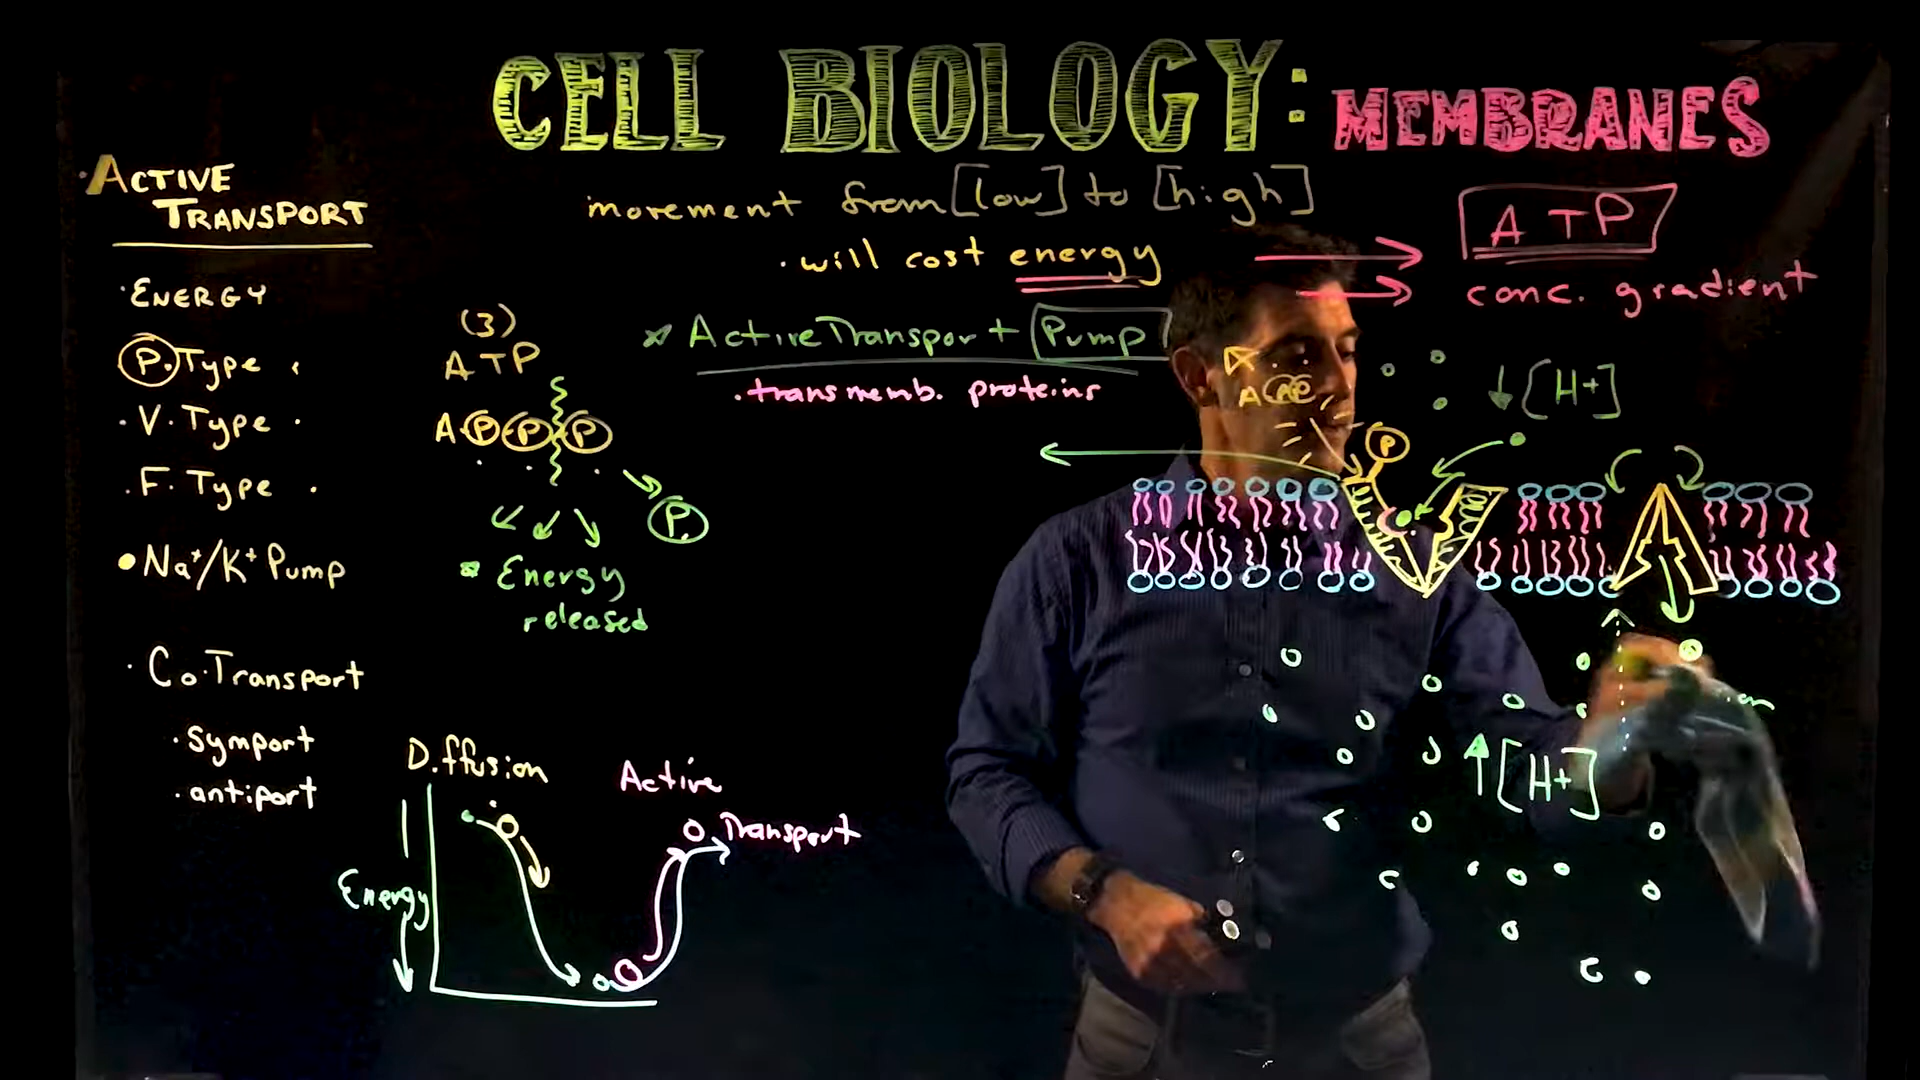 CELL BIOLOGY: MEMBRANES
ACTIVE
TRANSPORT
ENERGY
P. Type
V. Type
F. Type
Na+/K+ Pump
Co.Transport
symport
antiport
movement from [low] to [high]
will cost energy
ATP
conc. gradient
Active Transport Pump
transmemb. proteins
(3)
ATP
A P P P
P
Energy
released
Diffusion
Active
Transport
Energy
A
P
[H+]
[H+]